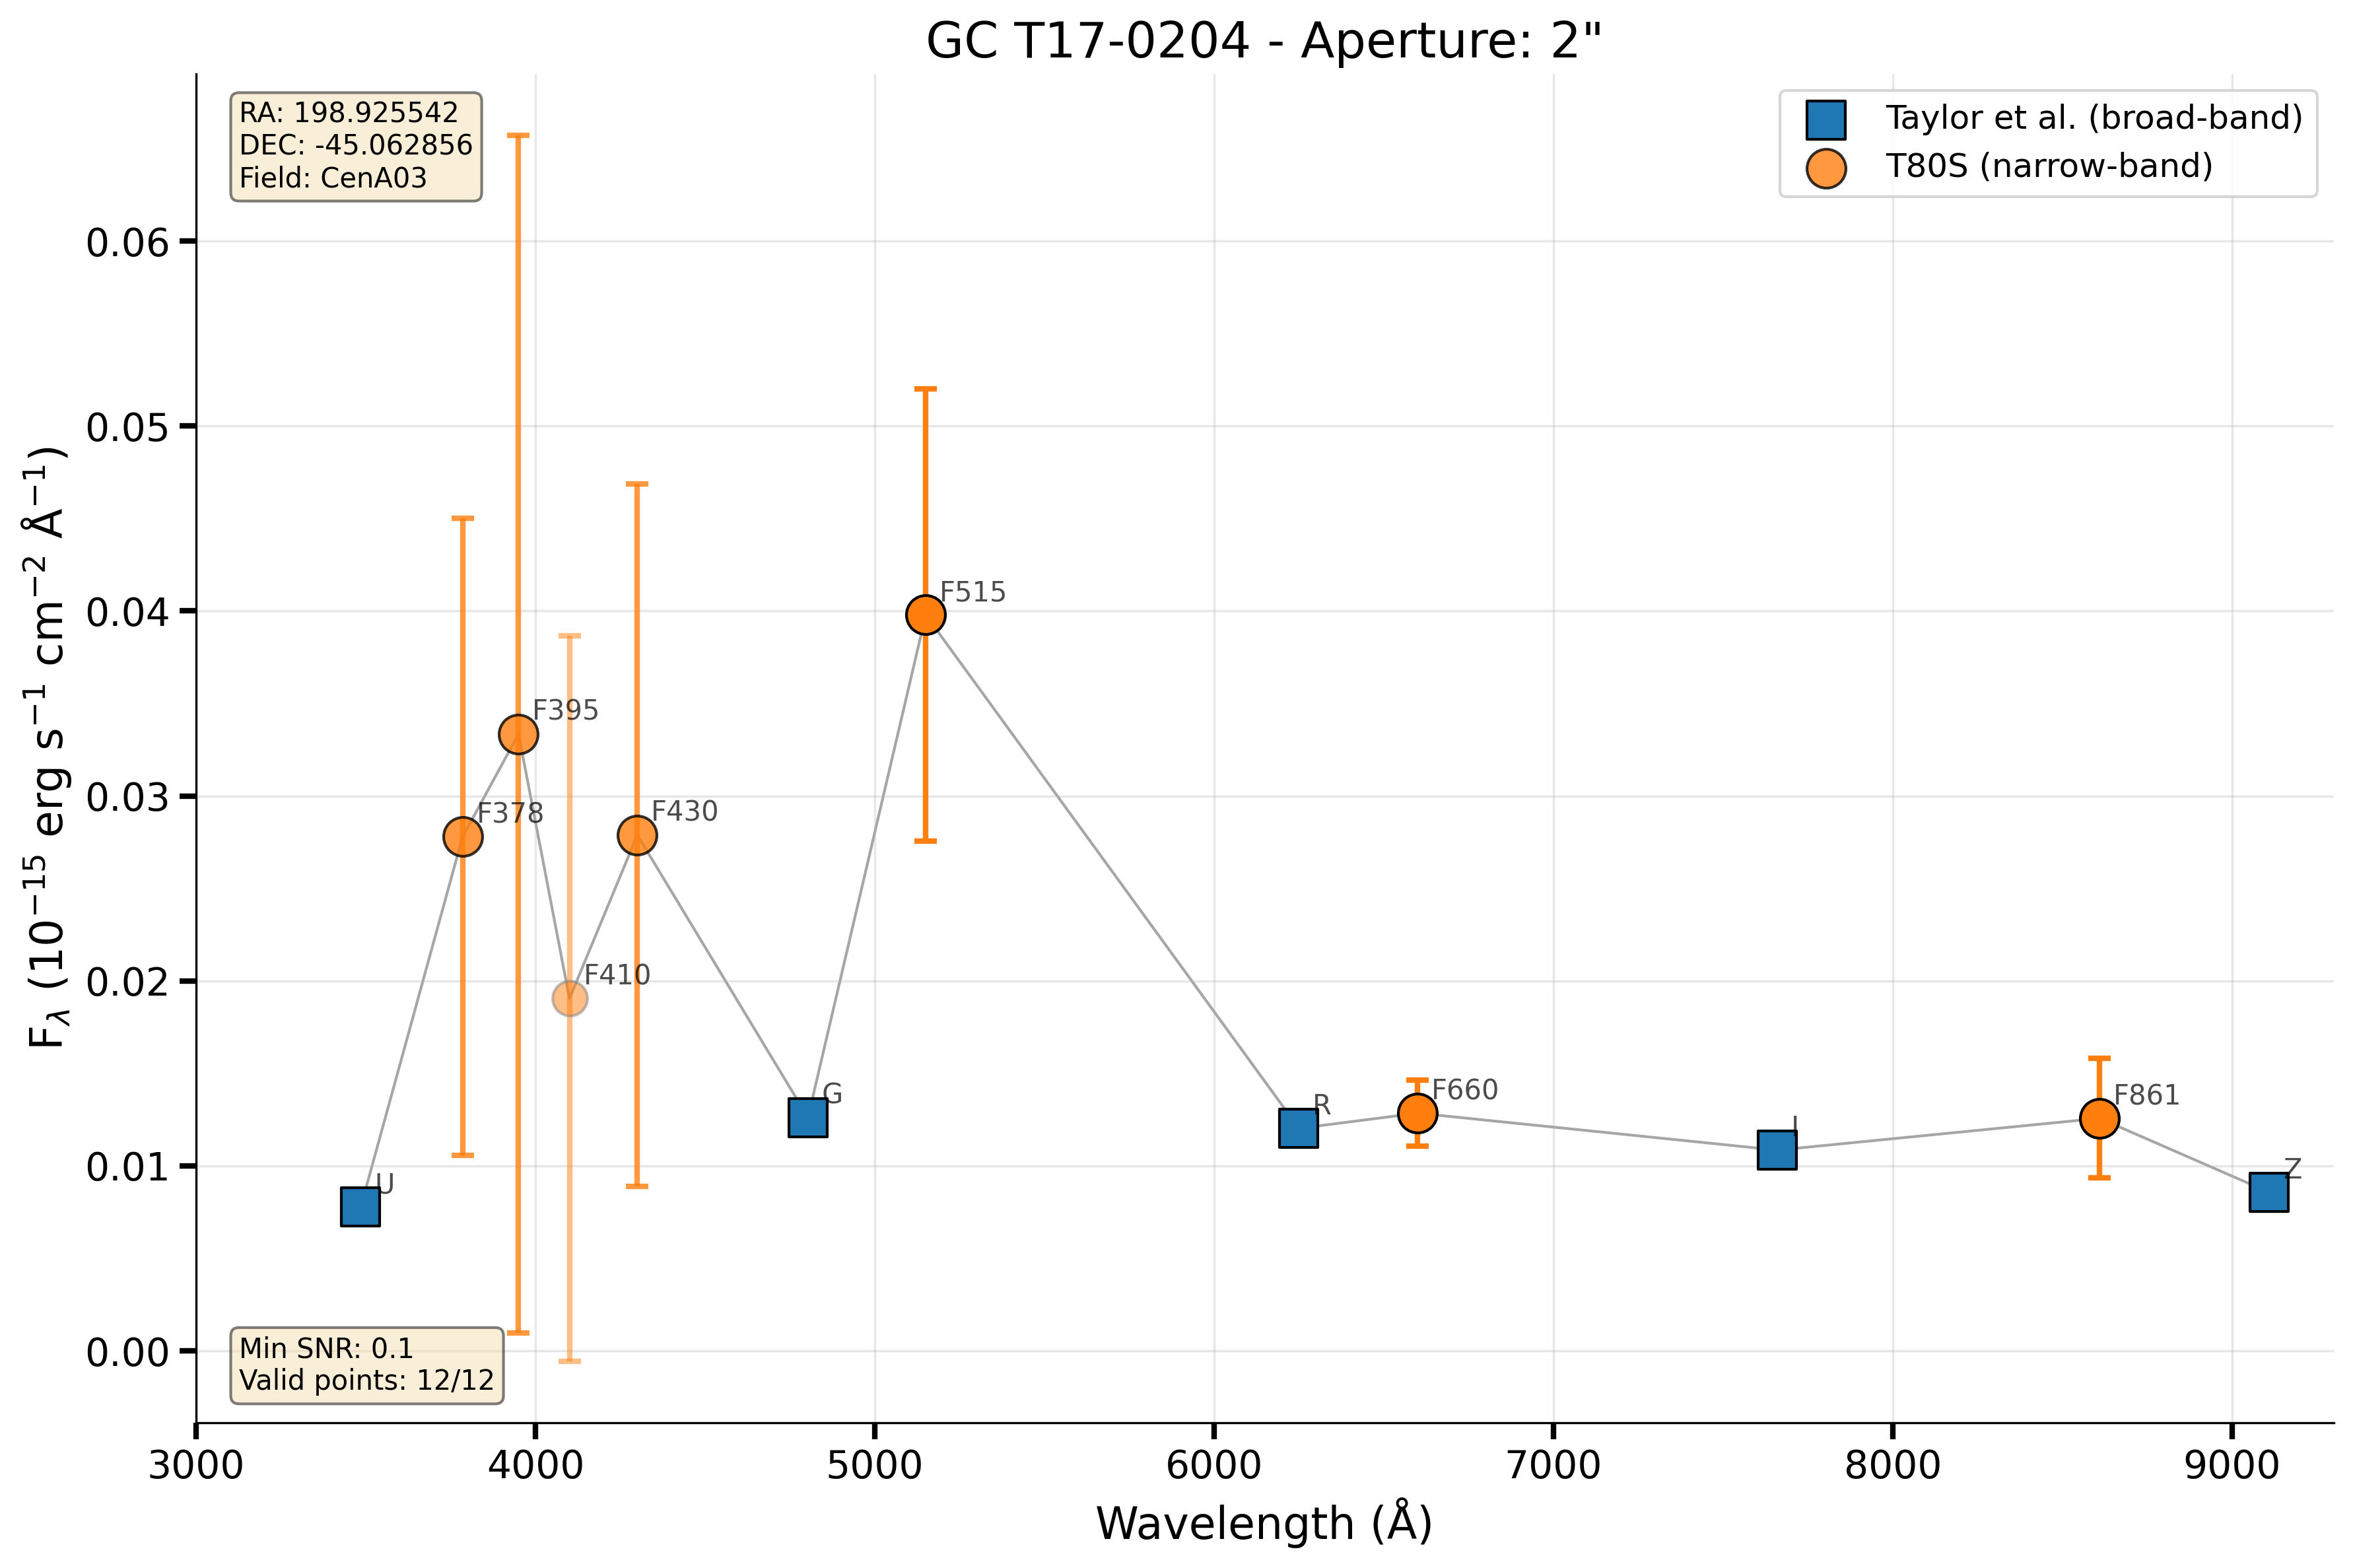 GC T17-0204 - Aperture: 2"
RA: 198.925542
DEC: -45.062856
Field: CenA03
Taylor et al. (broad-band)
T80S (narrow-band)
F_λ (10⁻¹⁵ erg s⁻¹ cm⁻² Å⁻¹)
0.06
0.05
0.04
0.03
0.02
0.01
0.00
U
F378
F395
F410
F430
G
F515
R
F660
I
F861
Z
Min SNR: 0.1
Valid points: 12/12
3000 4000 5000 6000 7000 8000 9000
Wavelength (Å)